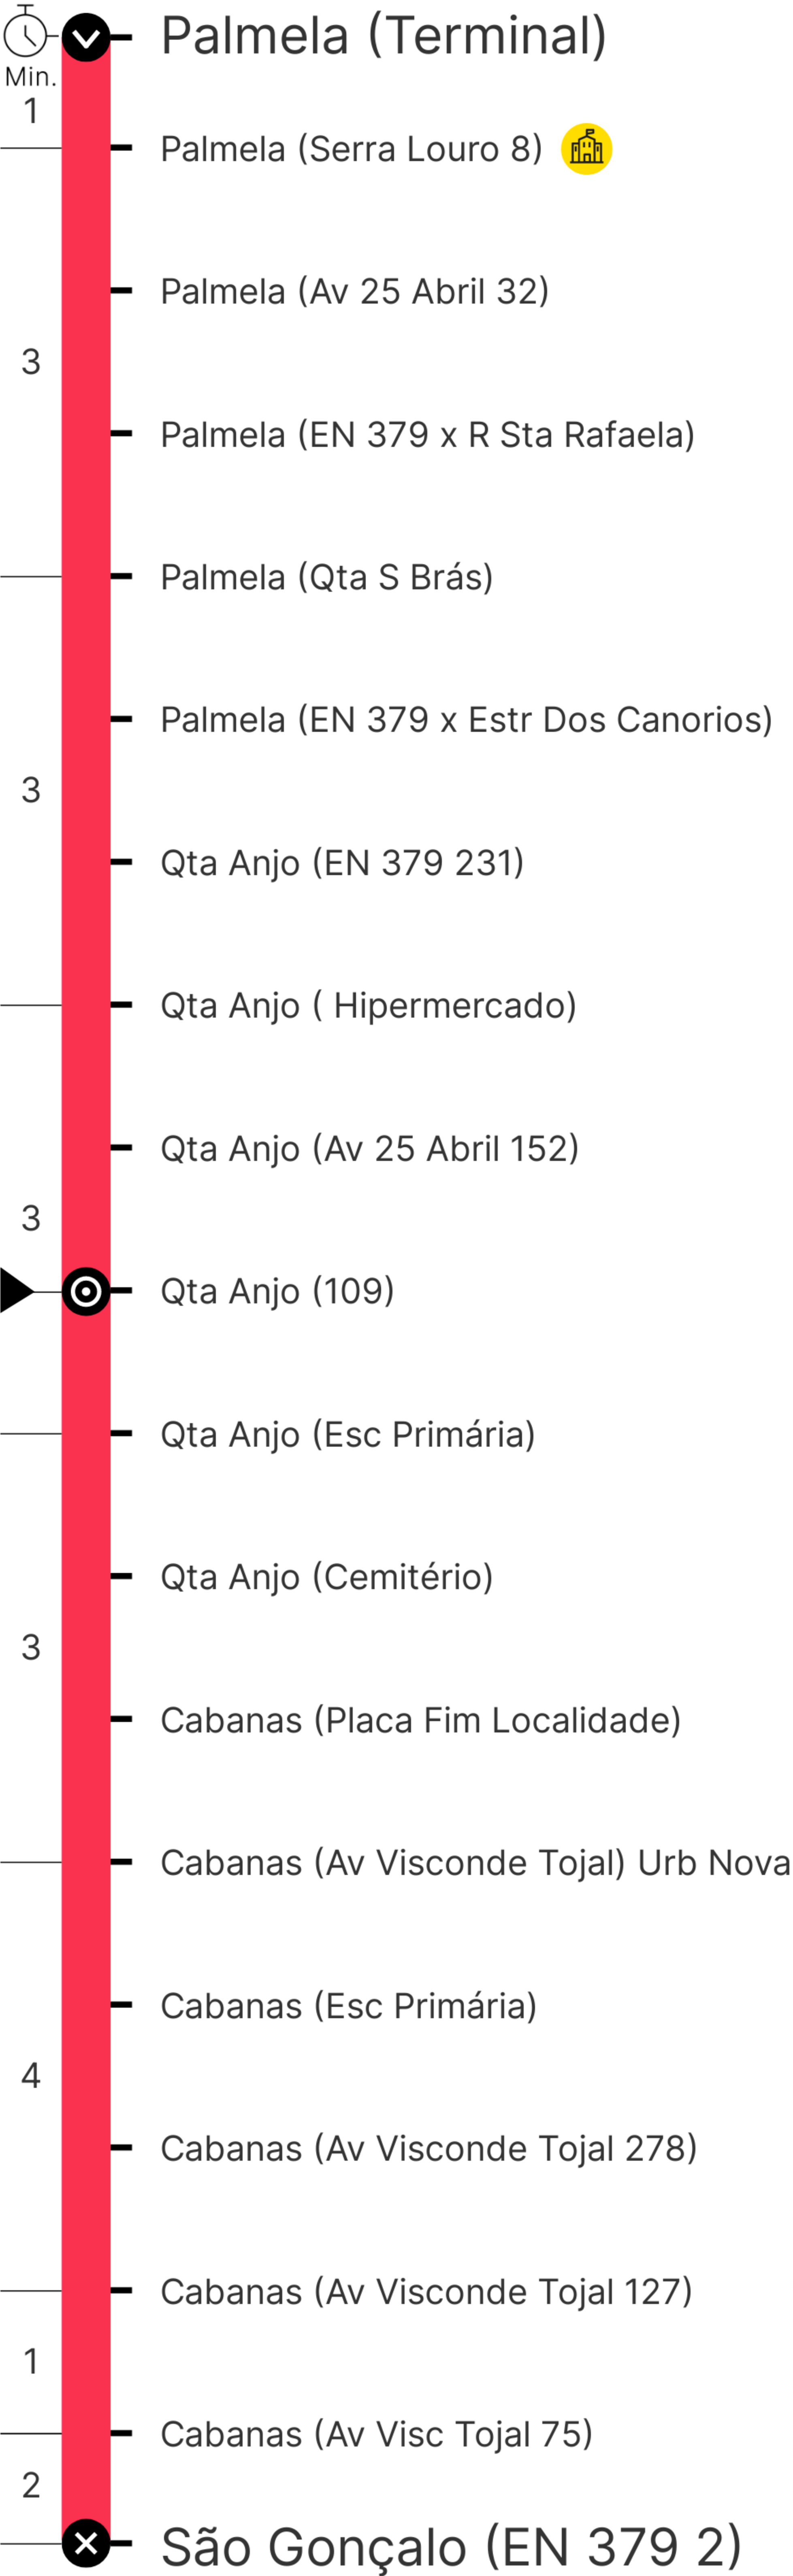 Palmela (Terminal)
Min.
1
Palmela (Serra Louro 8)
Palmela (Av 25 Abril 32)
3
Palmela (EN 379 x R Sta Rafaela)
Palmela (Qta S Brás)
Palmela (EN 379 x Estr Dos Canorios)
3
Qta Anjo (EN 379 231)
Qta Anjo ( Hipermercado)
Qta Anjo (Av 25 Abril 152)
3
Qta Anjo (109)
Qta Anjo (Esc Primária)
Qta Anjo (Cemitério)
3
Cabanas (Placa Fim Localidade)
Cabanas (Av Visconde Tojal) Urb Nova
Cabanas (Esc Primária)
4
Cabanas (Av Visconde Tojal 278)
Cabanas (Av Visconde Tojal 127)
1
Cabanas (Av Visc Tojal 75)
2
São Gonçalo (EN 379 2)